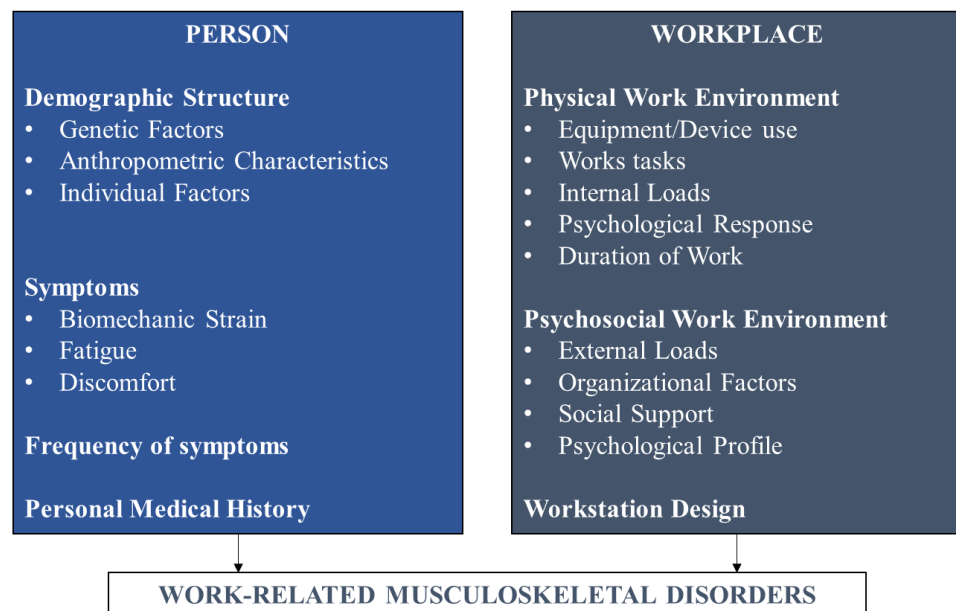 PERSON
Demographic Structure
• Genetic Factors
• Anthropometric Characteristics
• Individual Factors
Symptoms
• Biomechanic Strain
• Fatigue
• Discomfort
Frequency of symptoms
Personal Medical History
WORKPLACE
Physical Work Environment
• Equipment/Device use
• Works tasks
• Internal Loads
• Psychological Response
• Duration of Work
Psychosocial Work Environment
• External Loads
• Organizational Factors
• Social Support
• Psychological Profile
Workstation Design
WORK-RELATED MUSCULOSKELETAL DISORDERS